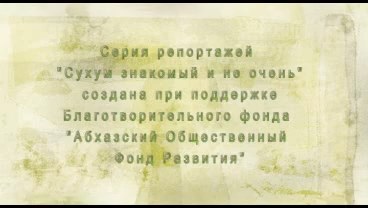 Серия репортажей
"Сухум знакомый и не очень"
создана при поддержке
Благотворительного фонда
"Абхазский Общественный
Фонд Развития"